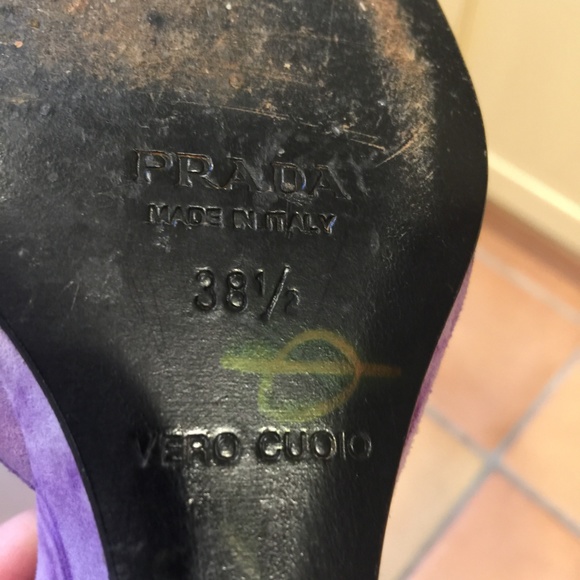 PRADA
MADE IN ITALY
38½
VERO CUOIO